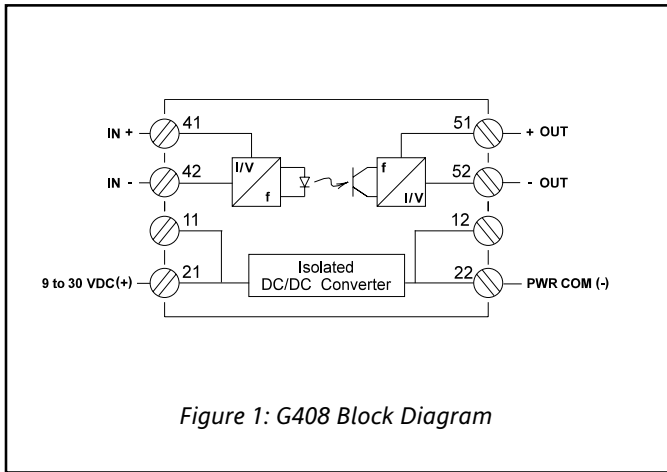 41
51
IN +
+ OUT
I/V
f
42
52
IN -
- OUT
f
I/V
11
12
Isolated
DC/DC Converter
21
22
9 to 30 VDC(+)
PWR COM (-)
Figure 1: G408 Block Diagram